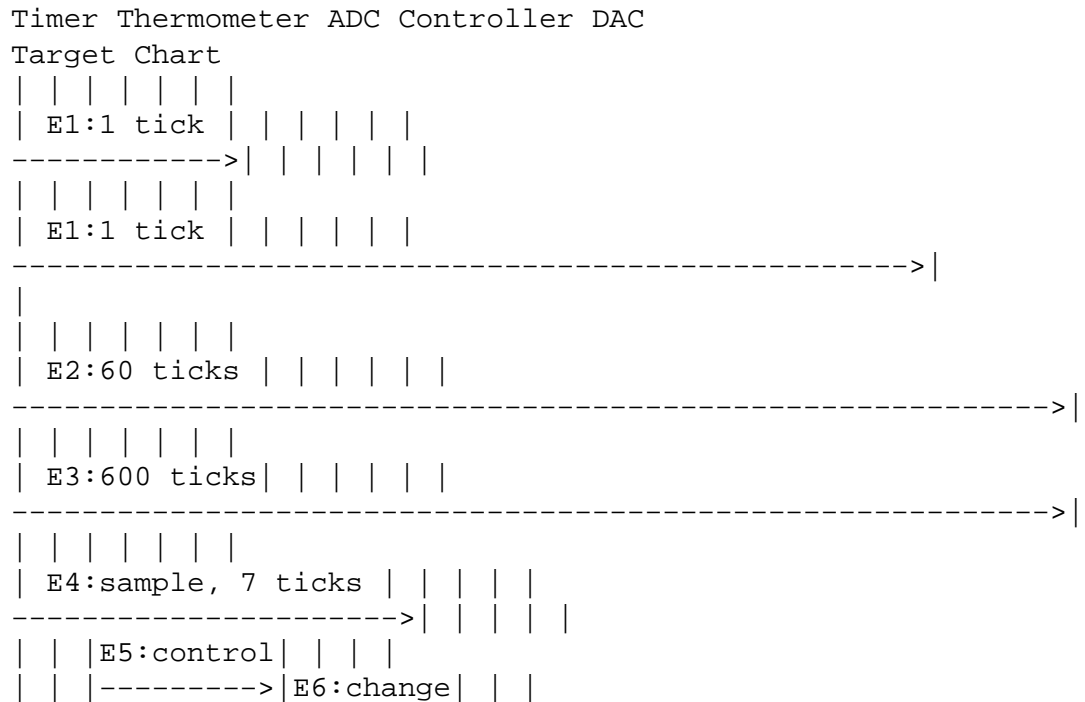 Timer Thermometer ADC Controller DAC
Target Chart
| | | | | | |
| E1:1 tick | | | | | |
------------>| | | | | |
| | | | | | |
| E1:1 tick | | | | | |
--------------------------------------------------->|
|
| | | | | | |
| E2:60 ticks | | | | | |
----------------------------------------------------------->|
| | | | | | |
| E3:600 ticks| | | | | |
----------------------------------------------------------->|
| | | | | | |
| E4:sample, 7 ticks | | | | |
---------------------->| | | | |
| | |E5:control| | | |
| | |--------->|E6:change| | |